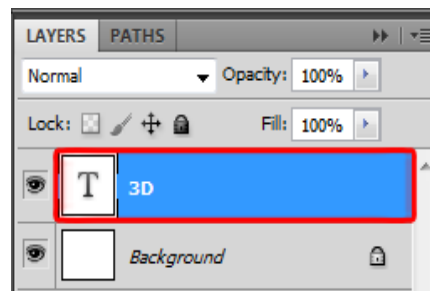 LAYERS PATHS
Normal Opacity: 100%
Lock: Fill: 100%
T 3D
Background